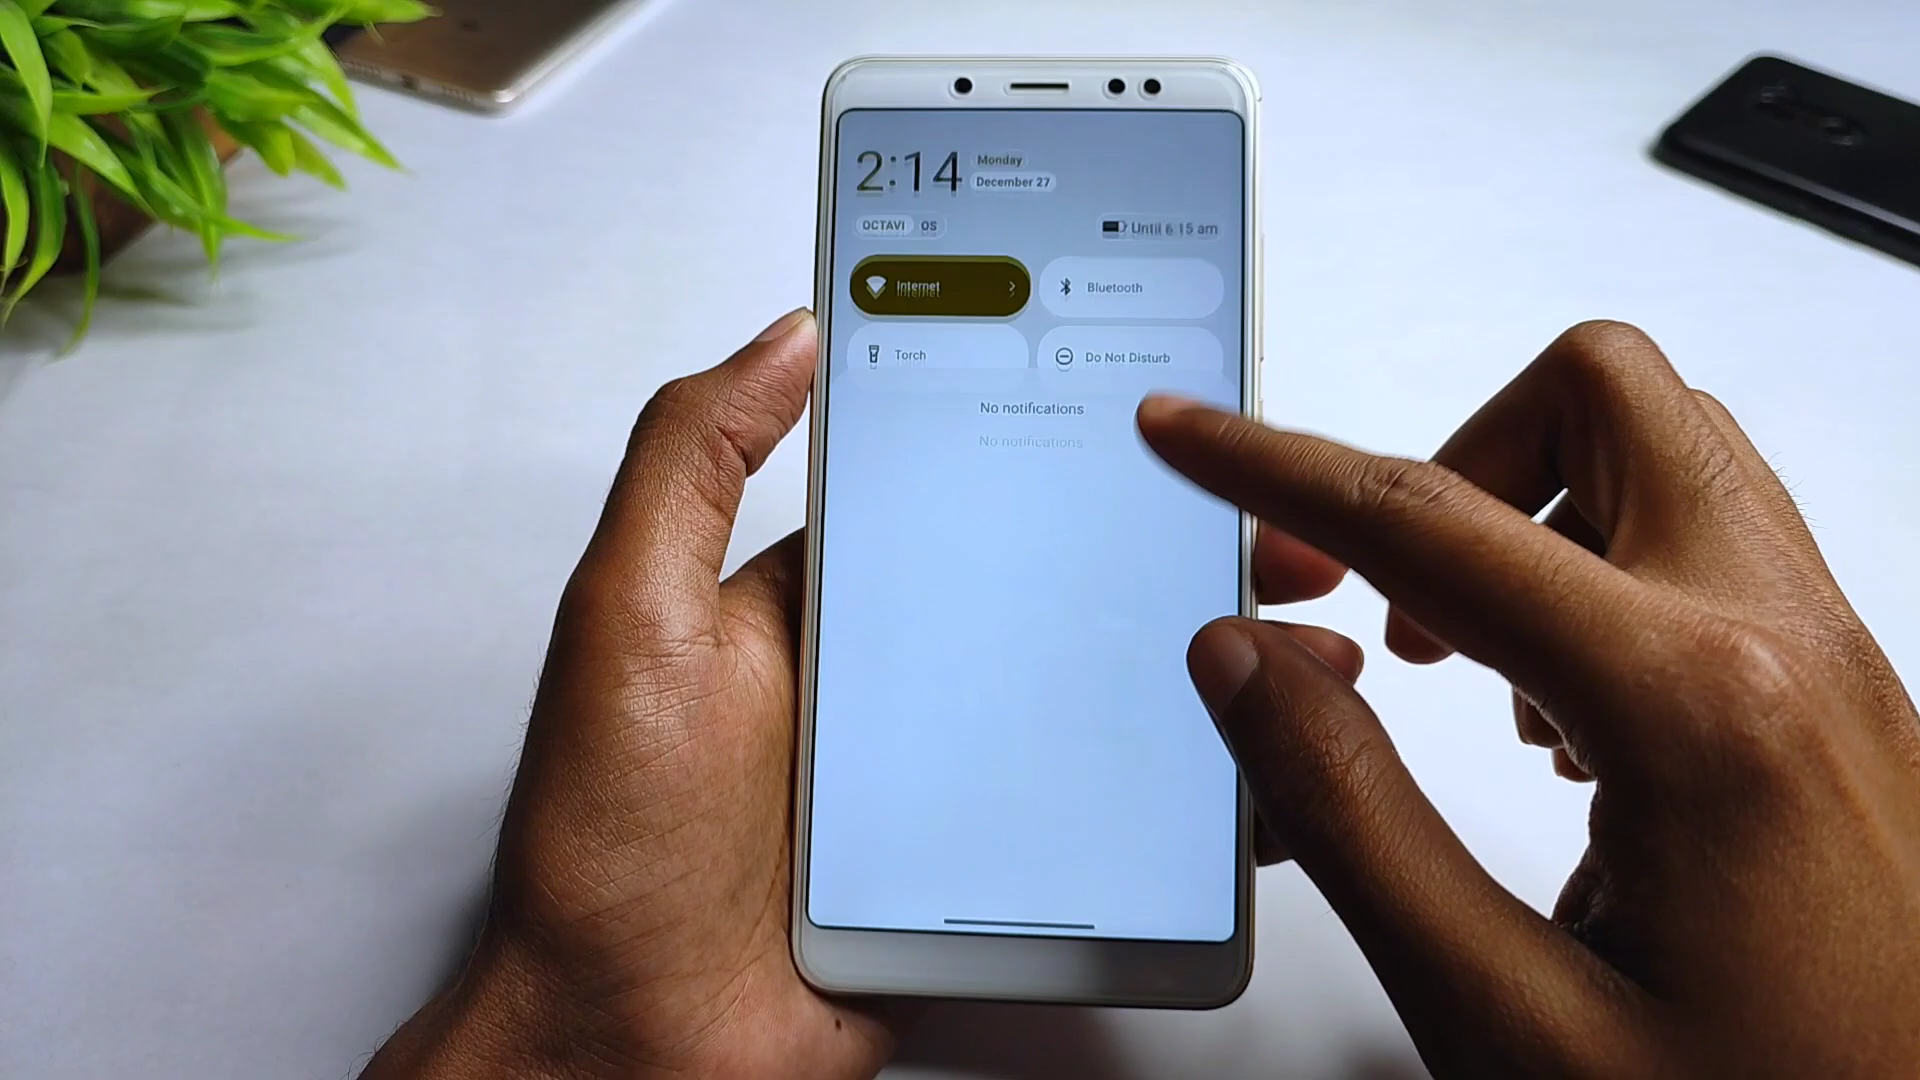 2:14
Monday
December 27
OCTAVI OS
Until 6:15 am
Internet
Internet
Bluetooth
Torch
Do Not Disturb
No notifications
No notifications